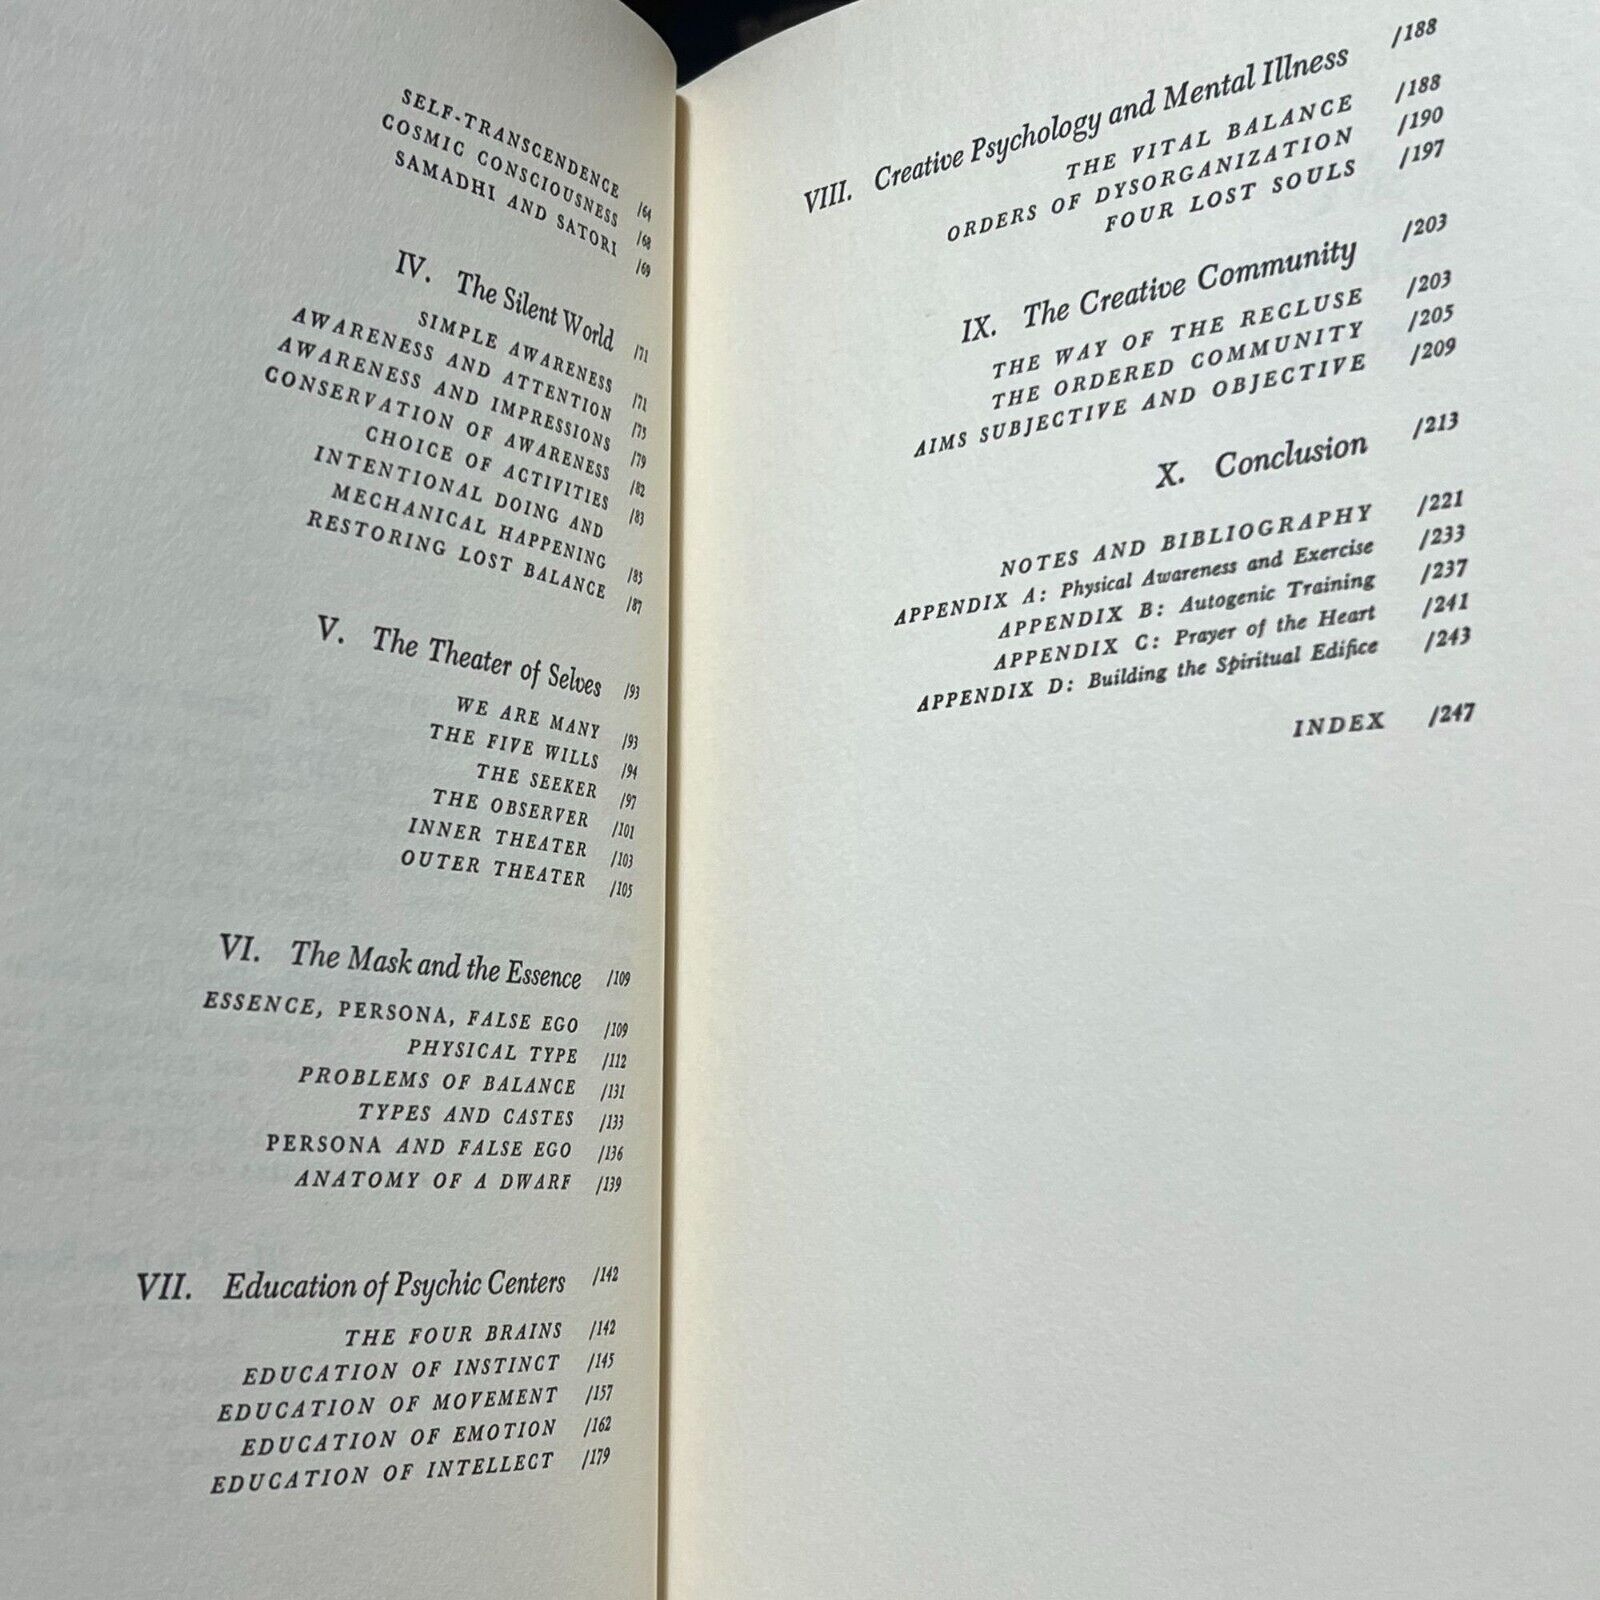 SELF-TRANSCENDENCE /64
COSMIC CONSCIOUSNESS /68
SAMADHI AND SATORI /69
IV. The Silent World /71
SIMPLE AWARENESS /71
AWARENESS AND ATTENTION /75
AWARENESS AND IMPRESSIONS /79
CONSERVATION OF AWARENESS /82
CHOICE OF ACTIVITIES /83
INTENTIONAL DOING AND
MECHANICAL HAPPENING /85
RESTORING LOST BALANCE /87
V. The Theater of Selves /93
WE ARE MANY /93
THE FIVE WILLS /94
THE SEEKER /97
THE OBSERVER /101
INNER THEATER /103
OUTER THEATER /105
VI. The Mask and the Essence /109
ESSENCE, PERSONA, FALSE EGO /109
PHYSICAL TYPE /112
PROBLEMS OF BALANCE /131
TYPES AND CASTES /133
PERSONA AND FALSE EGO /136
ANATOMY OF A DWARF /139
VII. Education of Psychic Centers /142
THE FOUR BRAINS /142
EDUCATION OF INSTINCT /145
EDUCATION OF MOVEMENT /157
EDUCATION OF EMOTION /162
EDUCATION OF INTELLECT /179
VIII. Creative Psychology and Mental Illness /188
THE VITAL BALANCE /188
ORDERS OF DYSORGANIZATION /190
FOUR LOST SOULS /197
IX. The Creative Community /203
THE WAY OF THE RECLUSE /203
THE ORDERED COMMUNITY /205
AIMS SUBJECTIVE AND OBJECTIVE /209
X. Conclusion /213
NOTES AND BIBLIOGRAPHY /221
APPENDIX A: Physical Awareness and Exercise /233
APPENDIX B: Autogenic Training /237
APPENDIX C: Prayer of the Heart /241
APPENDIX D: Building the Spiritual Edifice /243
INDEX /247